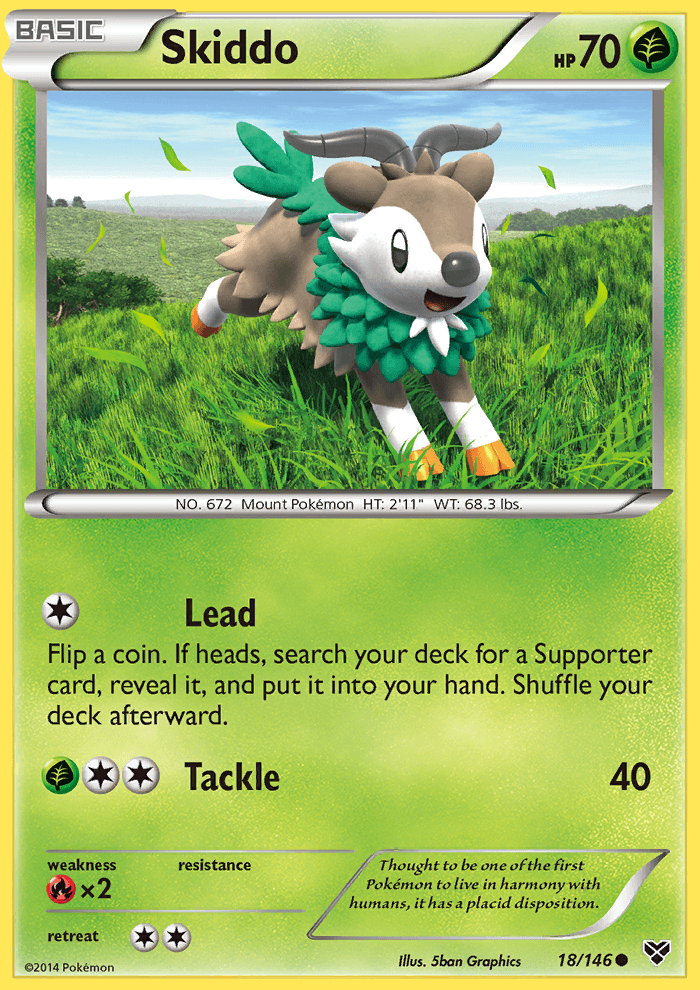 BASIC
Skiddo
HP 70
NO. 672 Mount Pokémon HT: 2'11" WT: 68.3 lbs.
Lead
Flip a coin. If heads, search your deck for a Supporter
card, reveal it, and put it into your hand. Shuffle your
deck afterward.
Tackle 40
weakness resistance
×2
retreat
Thought to be one of the first
Pokémon to live in harmony with
humans, it has a placid disposition.
©2014 Pokémon
Illus. 5ban Graphics 18/146